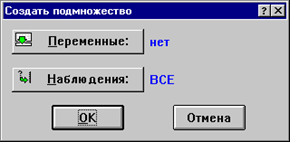 Создать подмножество
Переменные: нет
Наблюдения: ВСЕ
OK Отмена